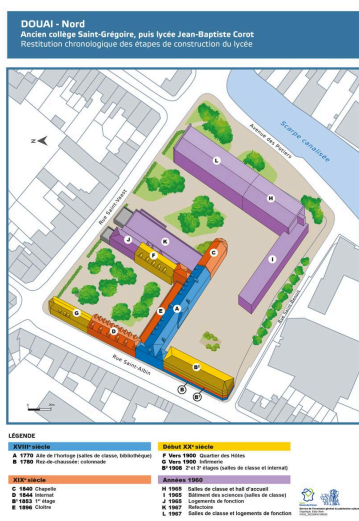 DOUAI - Nord
Ancien collège Saint-Grégoire, puis lycée Jean-Baptiste Corot
Restitution chronologique des étapes de construction du lycée
Scarpe canalisée
Avenue des Potiers
L
H
N
Rue Saint-Vaast
K
J
F
C
I
E
A
G
D
B²
Rue Saint-Albin
B
B¹
LÉGENDE
XVIIIᵉ siècle
A 1770 Aile de l'horloge (salles de classe, bibliothèque)
B 1780 Rez-de-chaussée: colonnade
XIXᵉ siècle
C 1840 Chapelle
D 1844 Internat
B¹1853 1ᵉʳ étage
E 1896 Cloître
Début XXᵉ siècle
F Vers 1900 Quartier des Hôtes
G Vers 1900 Infirmerie
B²1908 2ᵉ et 3ᵉ étages (salles de classe et internat)
Années 1960
H 1965 Salles de classe et hall d'accueil
I 1965 Bâtiment des sciences (salles de classe)
J 1965 Logements de fonction
K 1967 Refectoire
L 1967 Salles de classe et logements de fonction